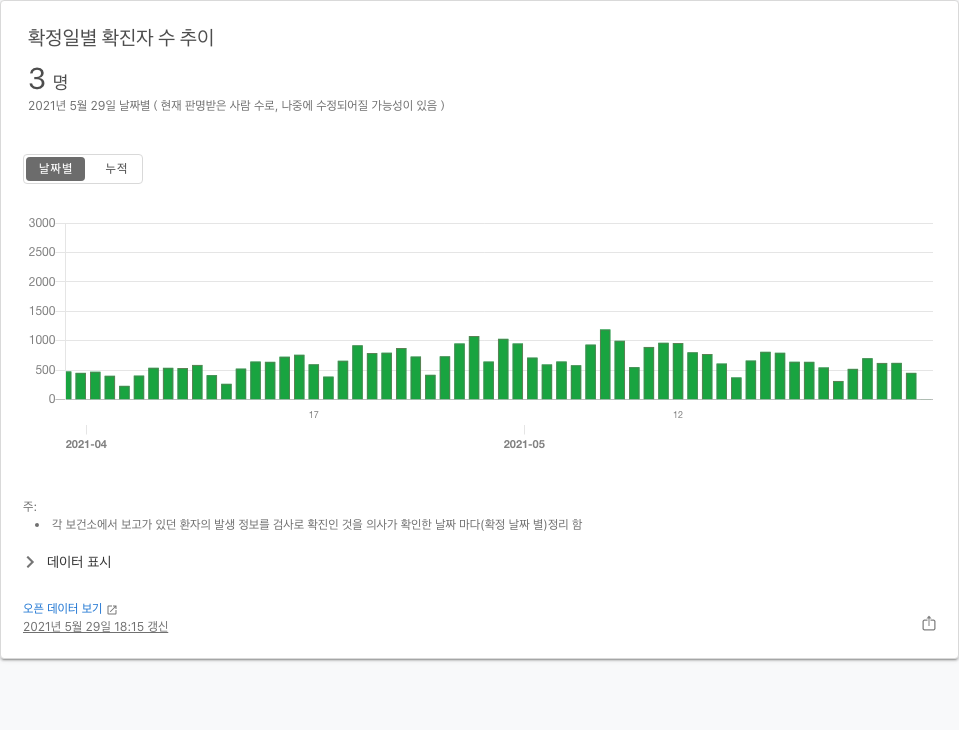 확정일별 확진자 수 추이
3 명
2021년 5월 29일 날짜별 ( 현재 판명받은 사람 수로, 나중에 수정되어질 가능성이 있음 )
날짜별 누적
3000
2500
2000
1500
1000
500
0
17 12
2021-04 2021-05
주:
• 각 보건소에서 보고가 있던 환자의 발생 정보를 검사로 확진인 것을 의사가 확인한 날짜 마다(확정 날짜 별)정리 함
데이터 표시
오픈 데이터 보기
2021년 5월 29일 18:15 갱신